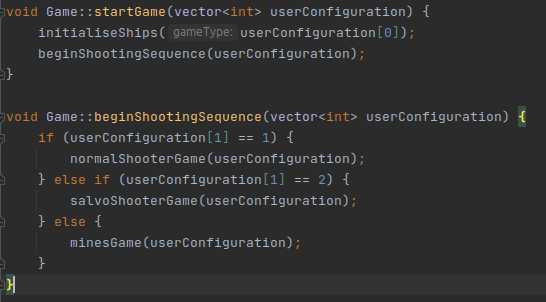 void Game::startGame(vector<int> userConfiguration) {
    initialiseShips( gameType: userConfiguration[0]);
    beginShootingSequence(userConfiguration);
}

void Game::beginShootingSequence(vector<int> userConfiguration) {
    if (userConfiguration[1] == 1) {
        normalShooterGame(userConfiguration);
    } else if (userConfiguration[1] == 2) {
        salvoShooterGame(userConfiguration);
    } else {
        minesGame(userConfiguration);
    }
}